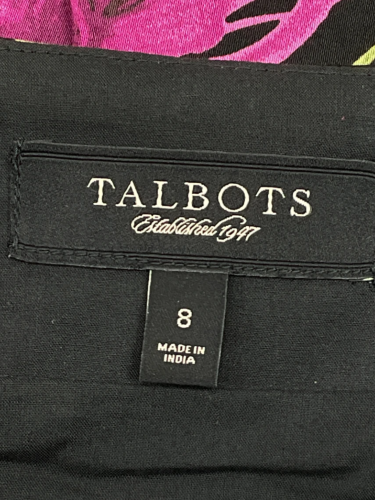 TALBOTS
Established 1947
8
MADE IN
INDIA